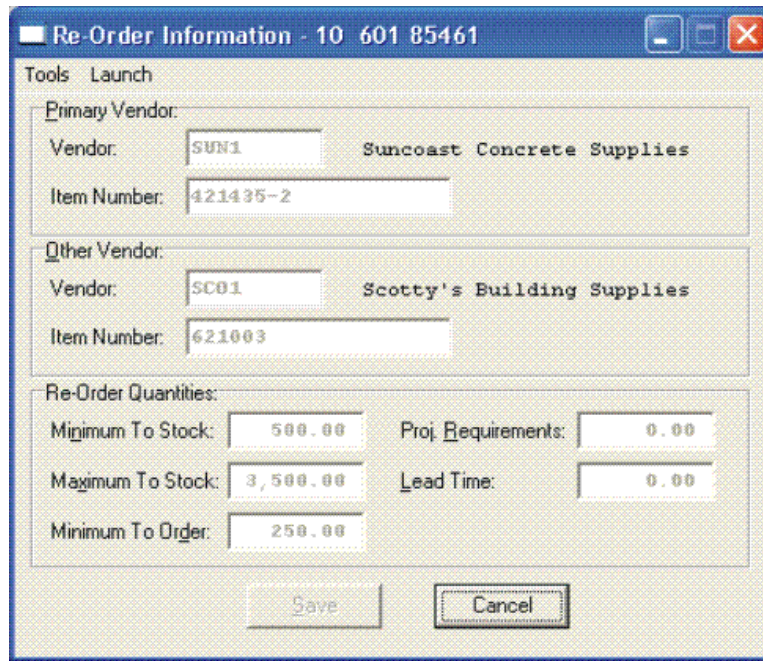 Re-Order Information - 10 601 85461
Tools Launch
Primary Vendor:
Vendor: SUN1 Suncoast Concrete Supplies
Item Number: 421435-2
Other Vendor:
Vendor: SCO1 Scotty's Building Supplies
Item Number: 621003
Re-Order Quantities:
Minimum To Stock: 500.00 Proj. Requirements: 0.00
Maximum To Stock: 3,500.00 Lead Time: 0.00
Minimum To Order: 250.00
Save Cancel